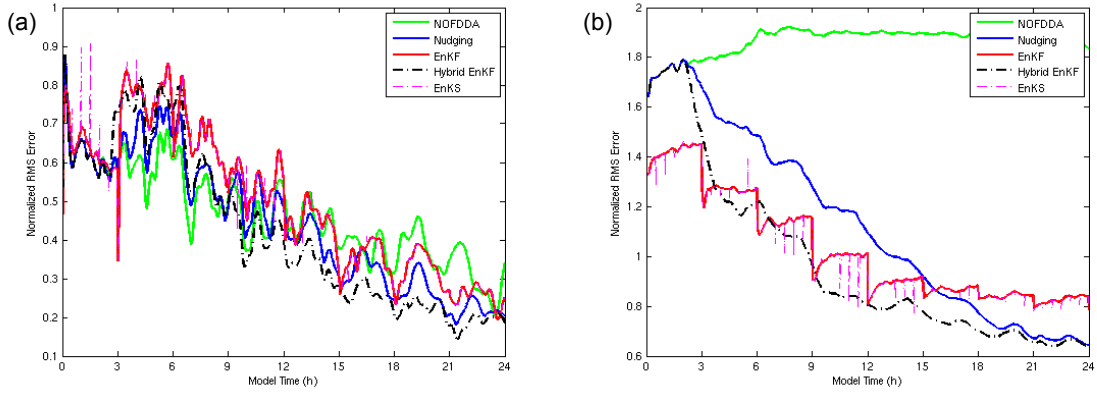 (a)
1
0.9
0.8
0.7
0.6
0.5
0.4
0.3
0.2
0.1
Normalized RMS Error
0 3 6 9 12 15 18 21 24
Model Time (h)
NOFDDA
Nudging
EnKF
Hybrid EnKF
EnKS
(b)
2
1.8
1.6
1.4
1.2
1
0.8
0.6
Normalized RMS Error
0 3 6 9 12 15 18 21 24
Model Time (h)
NOFDDA
Nudging
EnKF
Hybrid EnKF
EnKS